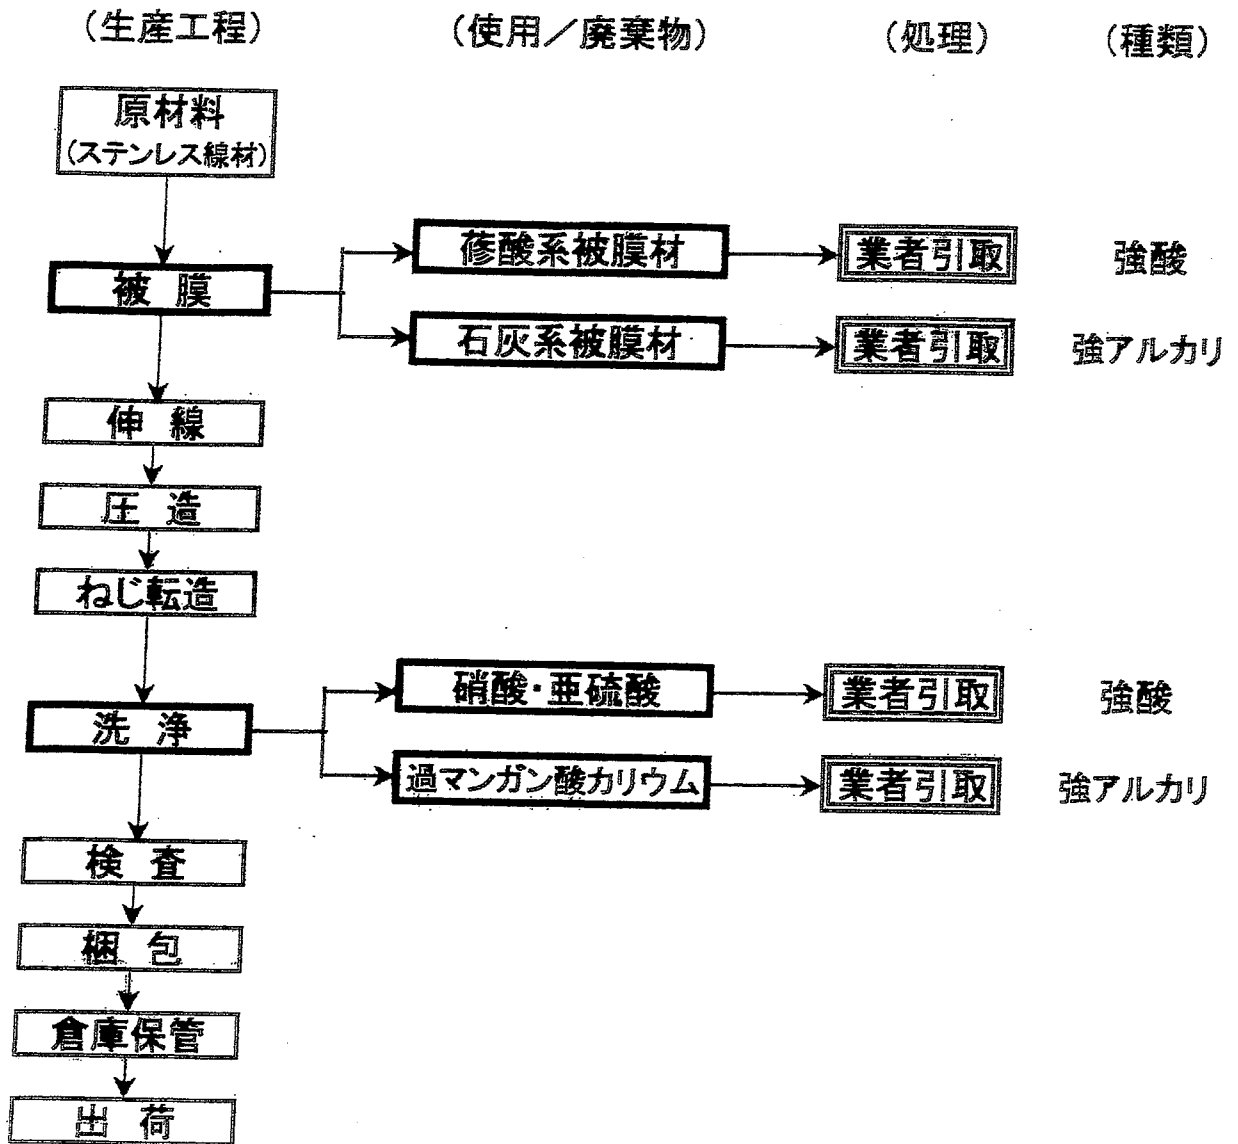 (生産工程) (使用／廃棄物) (処理) (種類)
原材料
(ステンレス線材)
蓚酸系被膜材 業者引取 強酸
被 膜
石灰系被膜材 業者引取 強アルカリ
伸 線
圧 造
ねじ転造
硝酸・亜硫酸 業者引取 強酸
洗 浄
過マンガン酸カリウム 業者引取 強アルカリ
検 査
梱 包
倉庫保管
出 荷